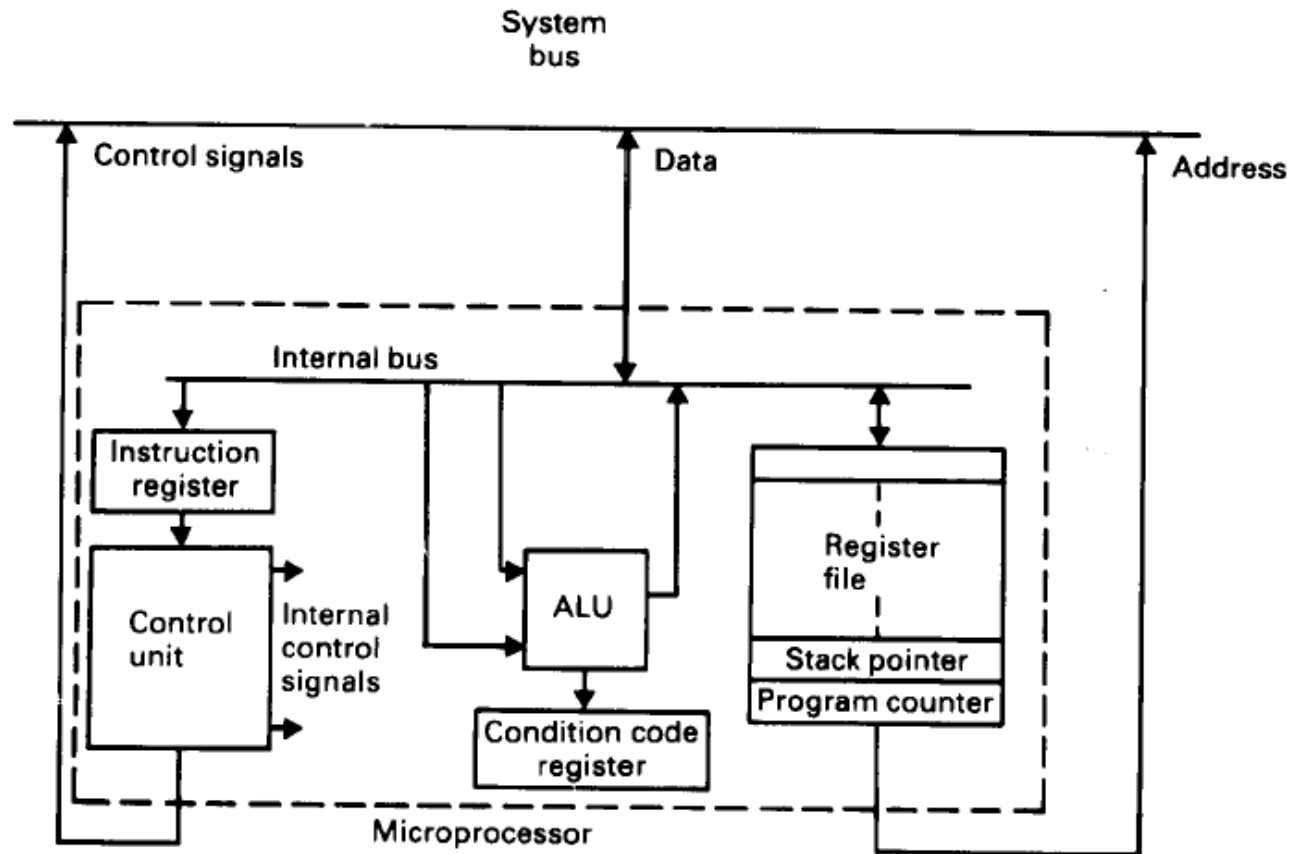 System
bus
Control signals
Data
Address
Internal bus
Instruction
register
Control
unit
Internal
control
signals
ALU
Condition code
register
Register
file
Stack pointer
Program counter
Microprocessor